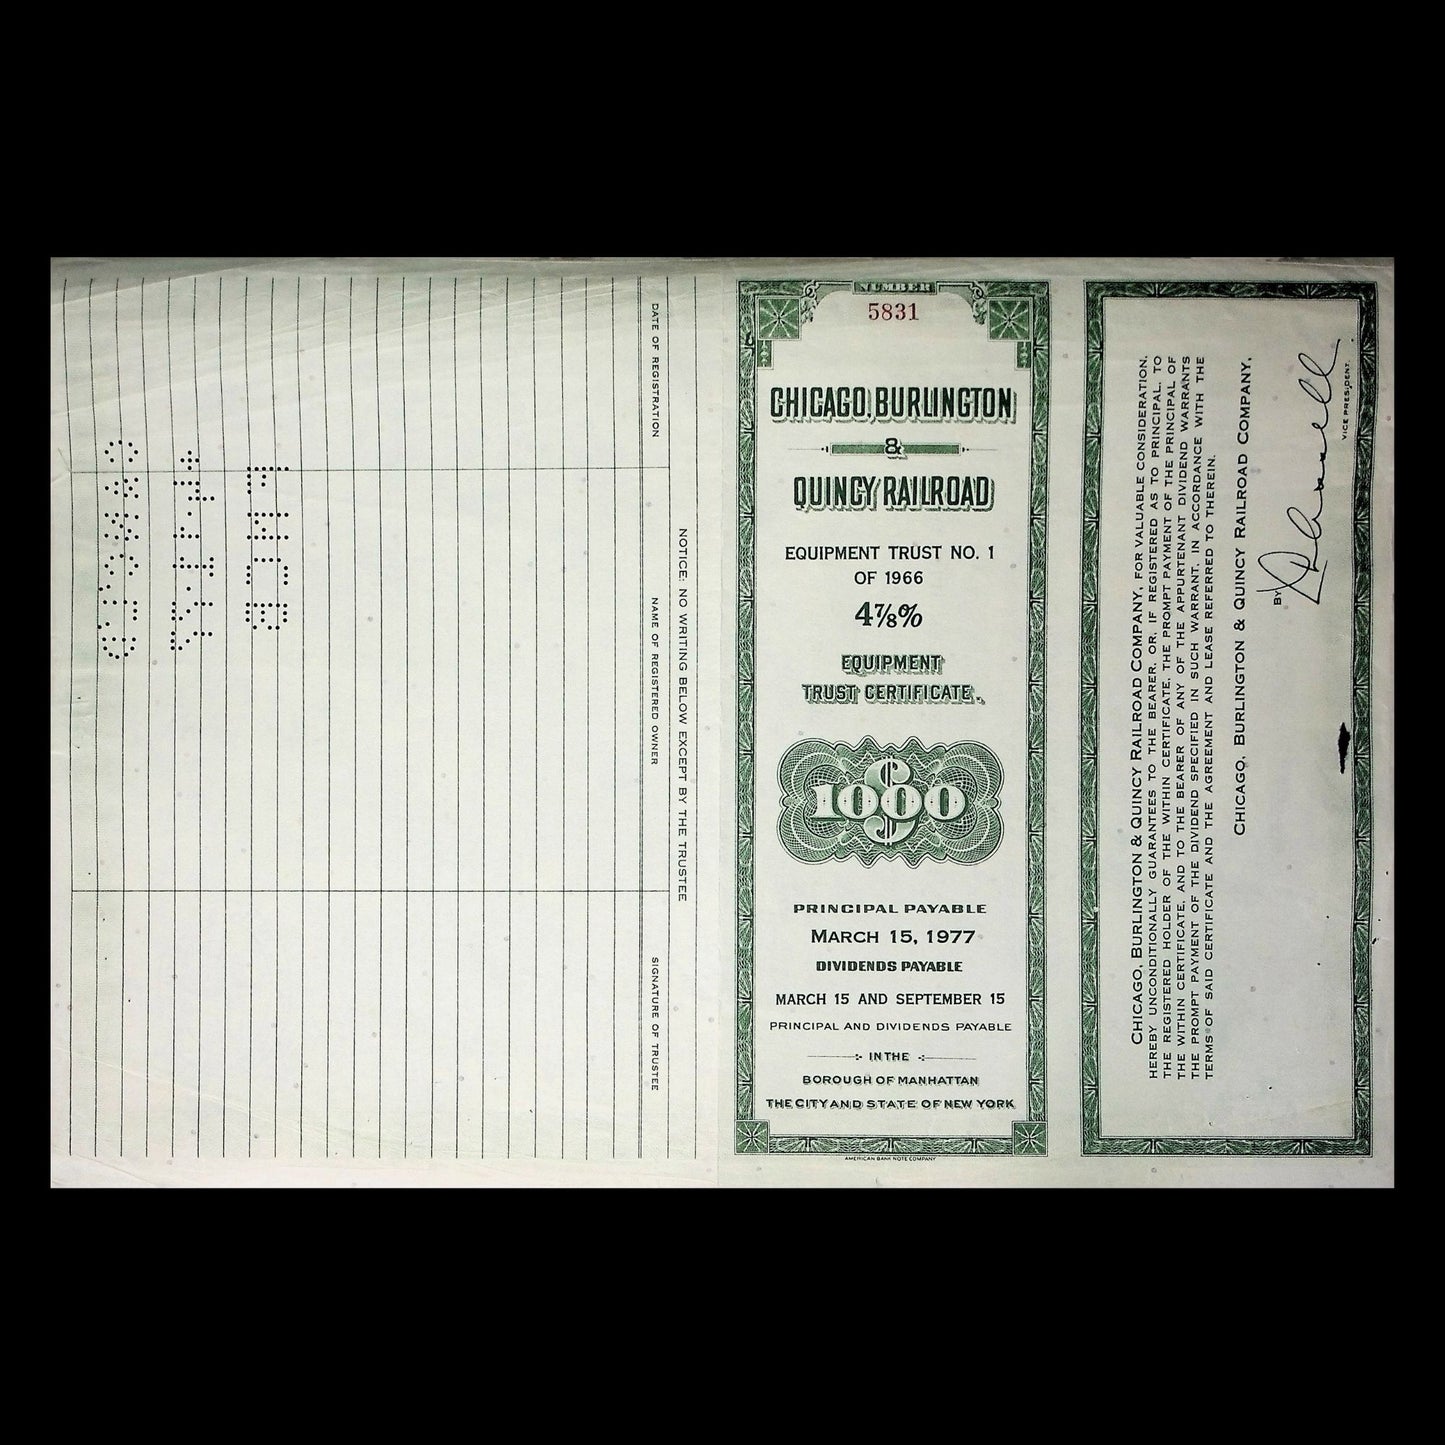 DATE OF REGISTRATION
NAME OF REGISTERED OWNER
SIGNATURE OF TRUSTEE
NOTICE: NO WRITING BELOW EXCEPT BY THE TRUSTEE
NUMBER
5831
CHICAGO, BURLINGTON
&
QUINCY RAILROAD
EQUIPMENT TRUST NO. 1
OF 1966
4⅞%
EQUIPMENT
TRUST CERTIFICATE.
$1000
PRINCIPAL PAYABLE
MARCH 15, 1977
DIVIDENDS PAYABLE
MARCH 15 AND SEPTEMBER 15
PRINCIPAL AND DIVIDENDS PAYABLE
IN THE
BOROUGH OF MANHATTAN
THE CITY AND STATE OF NEW YORK
AMERICAN BANK NOTE COMPANY
CHICAGO, BURLINGTON & QUINCY RAILROAD COMPANY, FOR VALUABLE CONSIDERATION,
HEREBY UNCONDITIONALLY GUARANTEES TO THE BEARER, OR, IF REGISTERED AS TO PRINCIPAL, TO
THE REGISTERED HOLDER OF THE WITHIN CERTIFICATE, THE PROMPT PAYMENT OF THE PRINCIPAL OF
THE WITHIN CERTIFICATE, AND TO THE BEARER OF ANY OF THE APPURTENANT DIVIDEND WARRANTS
THE PROMPT PAYMENT OF THE DIVIDEND SPECIFIED IN SUCH WARRANT, IN ACCORDANCE WITH THE
TERMS OF SAID CERTIFICATE AND THE AGREEMENT AND LEASE REFERRED TO THEREIN.
CHICAGO, BURLINGTON & QUINCY RAILROAD COMPANY,
BY
VICE PRESIDENT.